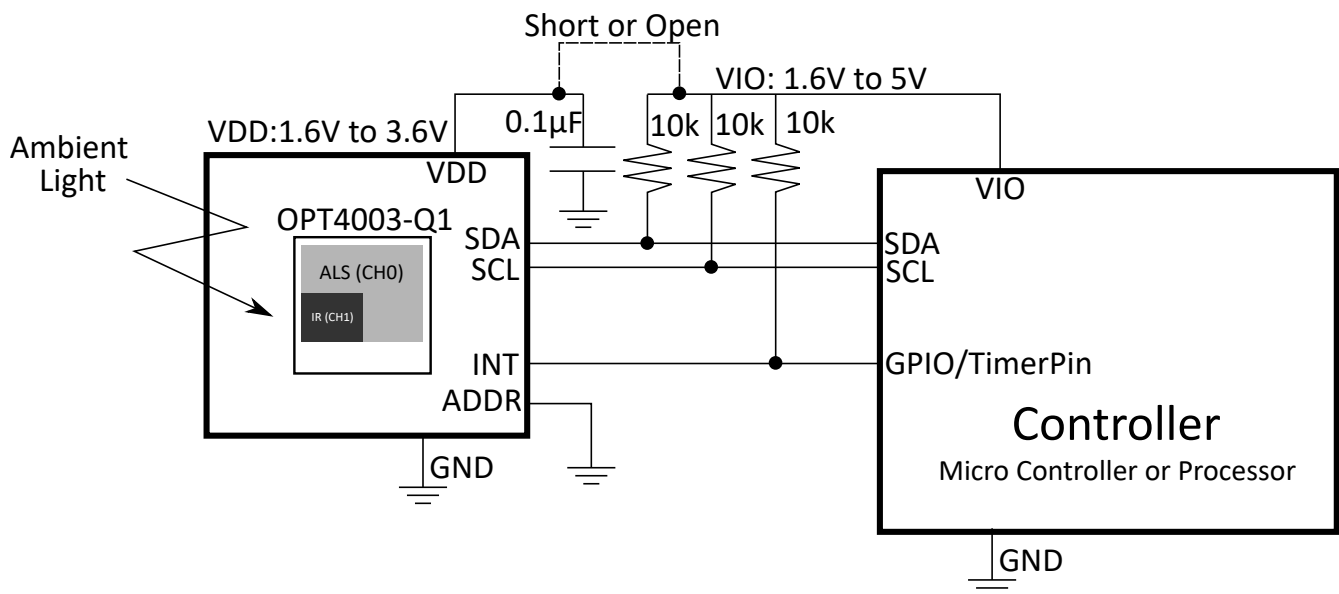 Short or Open
VIO: 1.6V to 5V
VDD:1.6V to 3.6V
0.1µF
10k
10k
10k
Ambient
Light
VDD
VIO
OPT4003-Q1
SDA
SCL
SDA
SCL
ALS (CH0)
IR (CH1)
INT
GPIO/TimerPin
ADDR
Controller
Micro Controller or Processor
GND
GND